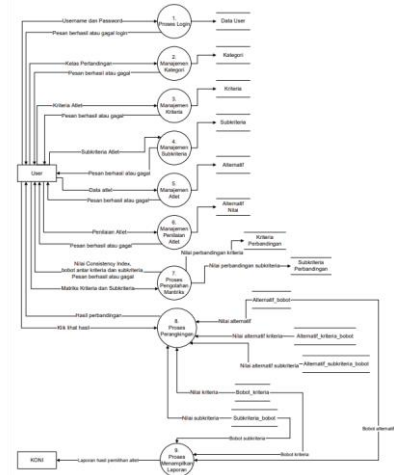 1.
Proses Login
Username dan Password
Pesan berhasil atau gagal login
Data User
2.
Manajemen
Kategori
Kelas Pertandingan
Pesan berhasil atau gagal
Kategori
3.
Manajemen
Kriteria
Kriteria Atlet
Pesan berhasil atau gagal
Kriteria
4.
Manajemen
Subkriteria
Subkriteria Atlet
Pesan berhasil atau gagal
Subkriteria
User
5.
Manajemen
Atlet
Data atlet
Pesan berhasil atau gagal
Alternatif
6.
Manajemen
Penilaian
Atlet
Penilaian Atlet
Pesan berhasil atau gagal
Alternatif
Nilai
Nilai perbandingan kriteria
Kriteria
Perbandingan
Nilai Consistency Index,
bobot antar kriteria dan subkriteria,
Pesan berhasil atau gagal
7.
Proses
Pengolahan
Mantriks
Nilai perbandingan subkriteria
Subkriteria
Perbandingan
Matriks Kriteria dan Subkriteria
Hasil perbandingan
Klik lihat hasil
8.
Proses
Perangkingan
Alternatif_bobot
Nilai alternatif
Nilai alternatif kriteria
Alternatif_kriteria_bobot
Nilai alternatif subkriteria
Alternatif_subkriteria_bobot
Nilai kriteria
Bobot_kriteria
Nilai subkriteria
Subkriteria_bobot
Bobot alternatif
Bobot subkriteria
Bobot kriteria
KONI
Laporan hasil pemilihan atlet
9.
Proses
Menampilkan
Laporan